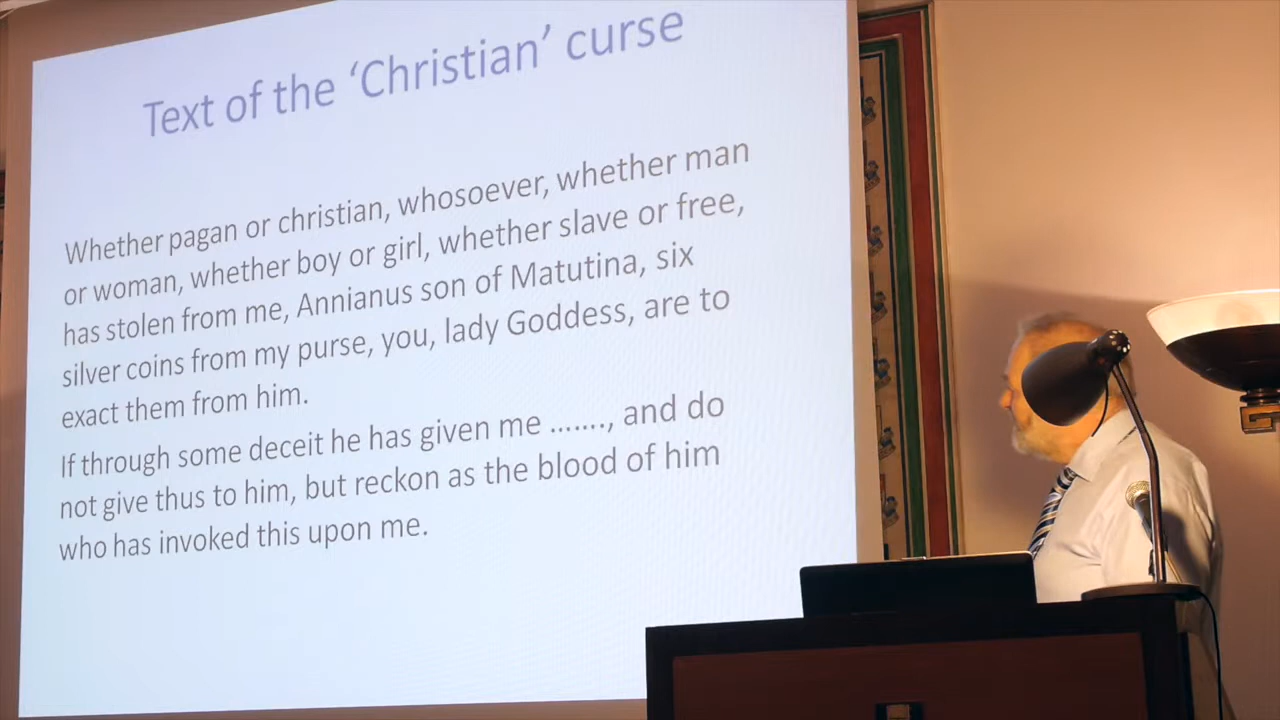 Text of the ‘Christian’ curse
Whether pagan or christian, whosoever, whether man
or woman, whether boy or girl, whether slave or free,
has stolen from me, Annianus son of Matutina, six
silver coins from my purse, you, lady Goddess, are to
exact them from him.
If through some deceit he has given me ……., and do
not give thus to him, but reckon as the blood of him
who has invoked this upon me.